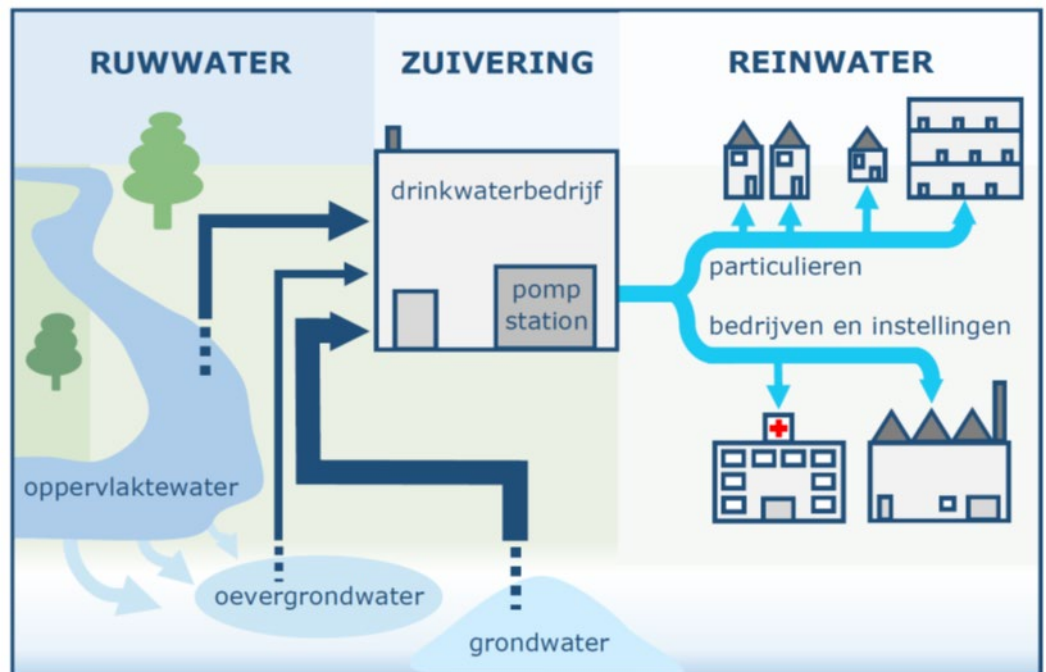 RUWWATER
ZUIVERING
REINWATER
drinkwaterbedrijf
pomp
station
particulieren
bedrijven en instellingen
oppervlaktewater
oevergrondwater
grondwater